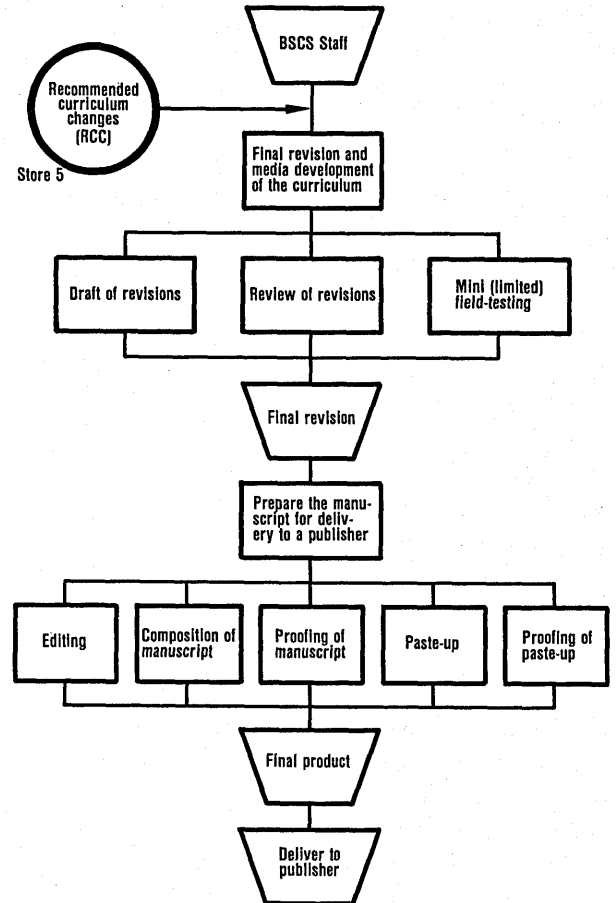 BSCS Staff
Recommended
curriculum
changes
(RCC)
Store 5
Final revision and
media development
of the curriculum
Draft of revisions
Review of revisions
Mini (limited)
field-testing
Final revision
Prepare the manu-
script for deliv-
ery to a publisher
Editing
Composition of
manuscript
Proofing of
manuscript
Paste-up
Proofing of
paste-up
Final product
Deliver to
publisher